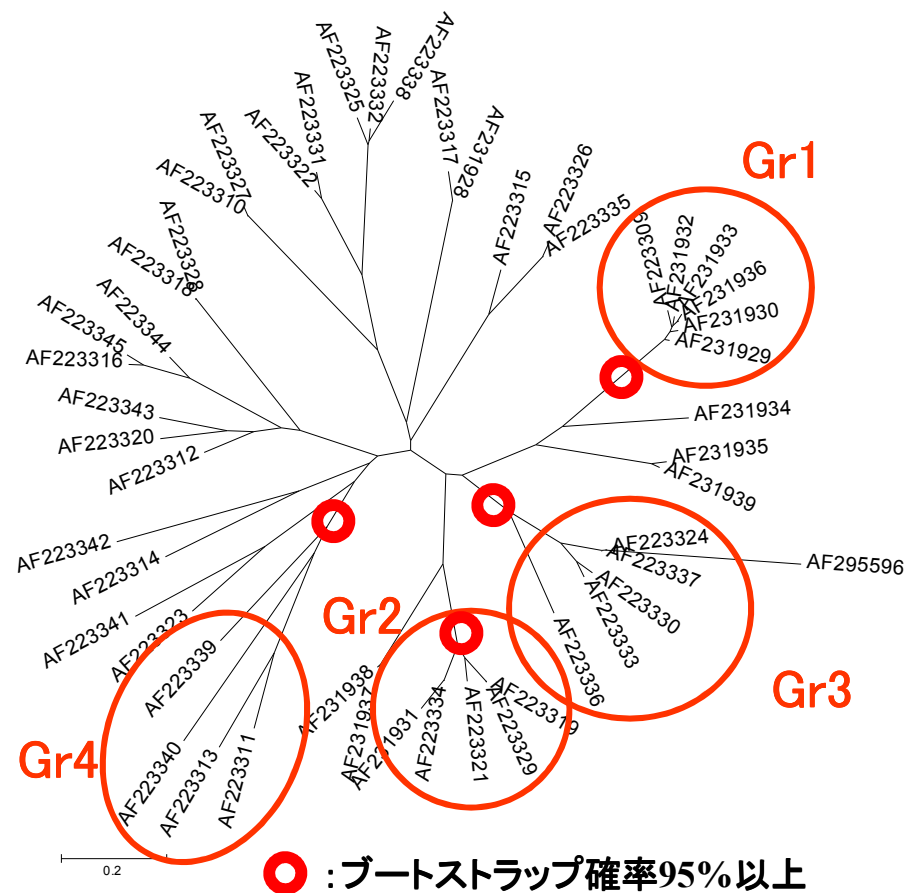 AF223325
AF223332
AF223338
AF223331
AF223322
AF223317
AF231928
AF223327
AF223310
AF223315
AF223326
AF223335
Gr1
AF223328
AF223318
AF223309
AF231932
AF231933
AF231936
AF231930
AF231929
AF223344
AF223345
AF223316
AF223343
AF223320
AF223312
AF231934
AF231935
AF231939
AF223342
AF223314
AF223341
AF223323
AF223339
AF223324
AF223337
AF295596
AF223330
AF223333
AF223336
Gr2
Gr3
AF231938
AF231937
AF231931
AF223334
AF223321
AF223329
AF223319
Gr4
AF223340
AF223313
AF223311
0.2
:ブートストラップ確率95%以上